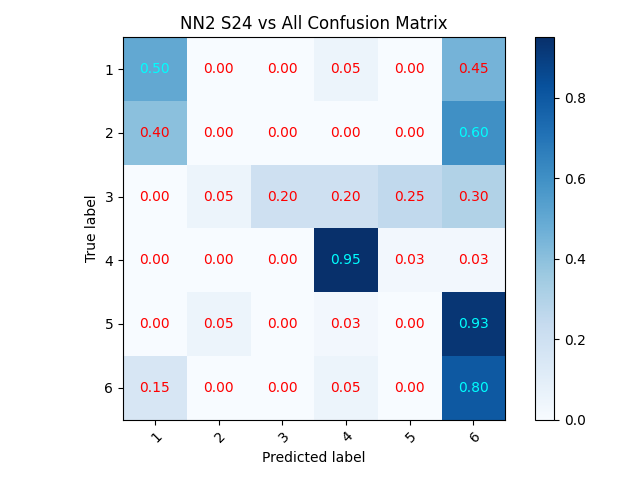 NN2 S24 vs All Confusion Matrix
1 0.50 0.00 0.00 0.05 0.00 0.45
2 0.40 0.00 0.00 0.00 0.00 0.60
3 0.00 0.05 0.20 0.20 0.25 0.30
4 0.00 0.00 0.00 0.95 0.03 0.03
5 0.00 0.05 0.00 0.03 0.00 0.93
6 0.15 0.00 0.00 0.05 0.00 0.80
1 2 3 4 5 6
True label
Predicted label
0.8
0.6
0.4
0.2
0.0